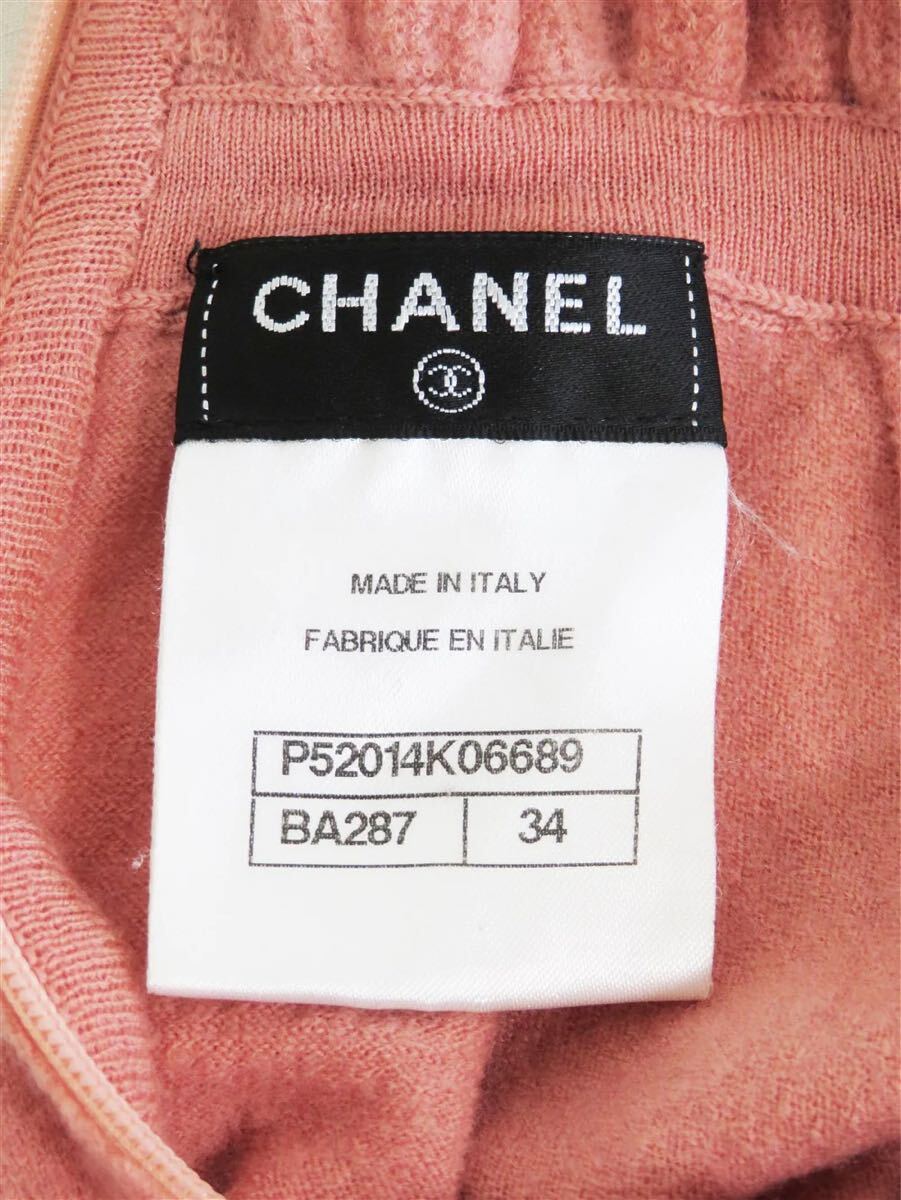 CHANEL
MADE IN ITALY
FABRIQUE EN ITALIE
P52014K06689
BA287 34